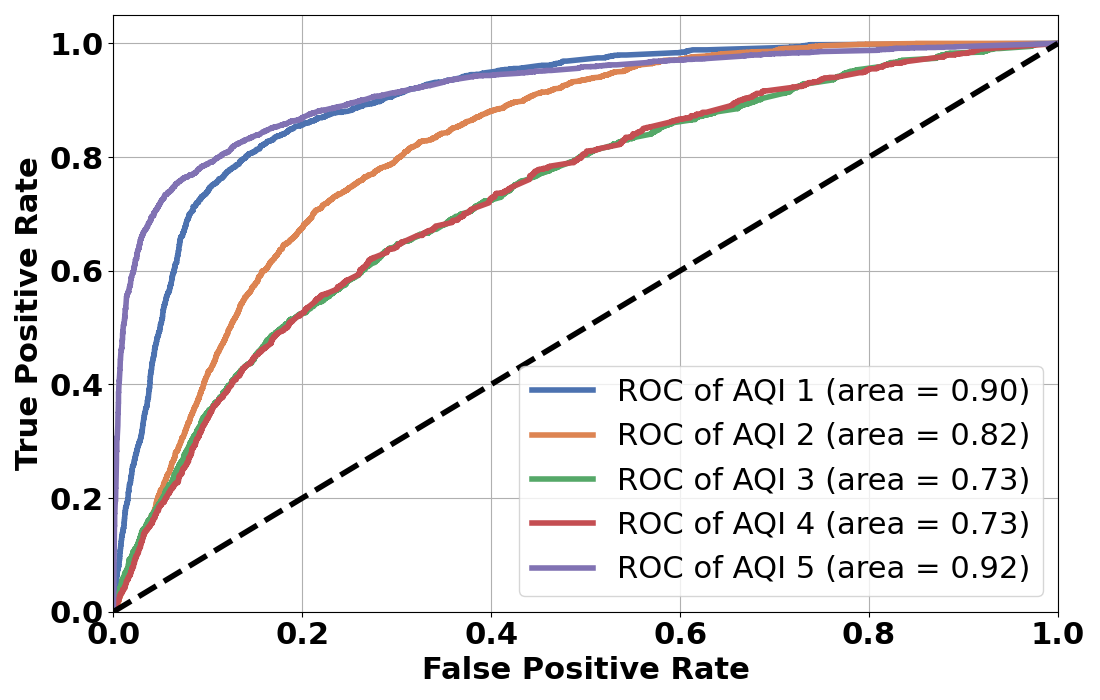 True Positive Rate
1.0
0.8
0.6
0.4
0.2
0.0
ROC of AQI 1 (area = 0.90)
ROC of AQI 2 (area = 0.82)
ROC of AQI 3 (area = 0.73)
ROC of AQI 4 (area = 0.73)
ROC of AQI 5 (area = 0.92)
0.0 0.2 0.4 0.6 0.8 1.0
False Positive Rate